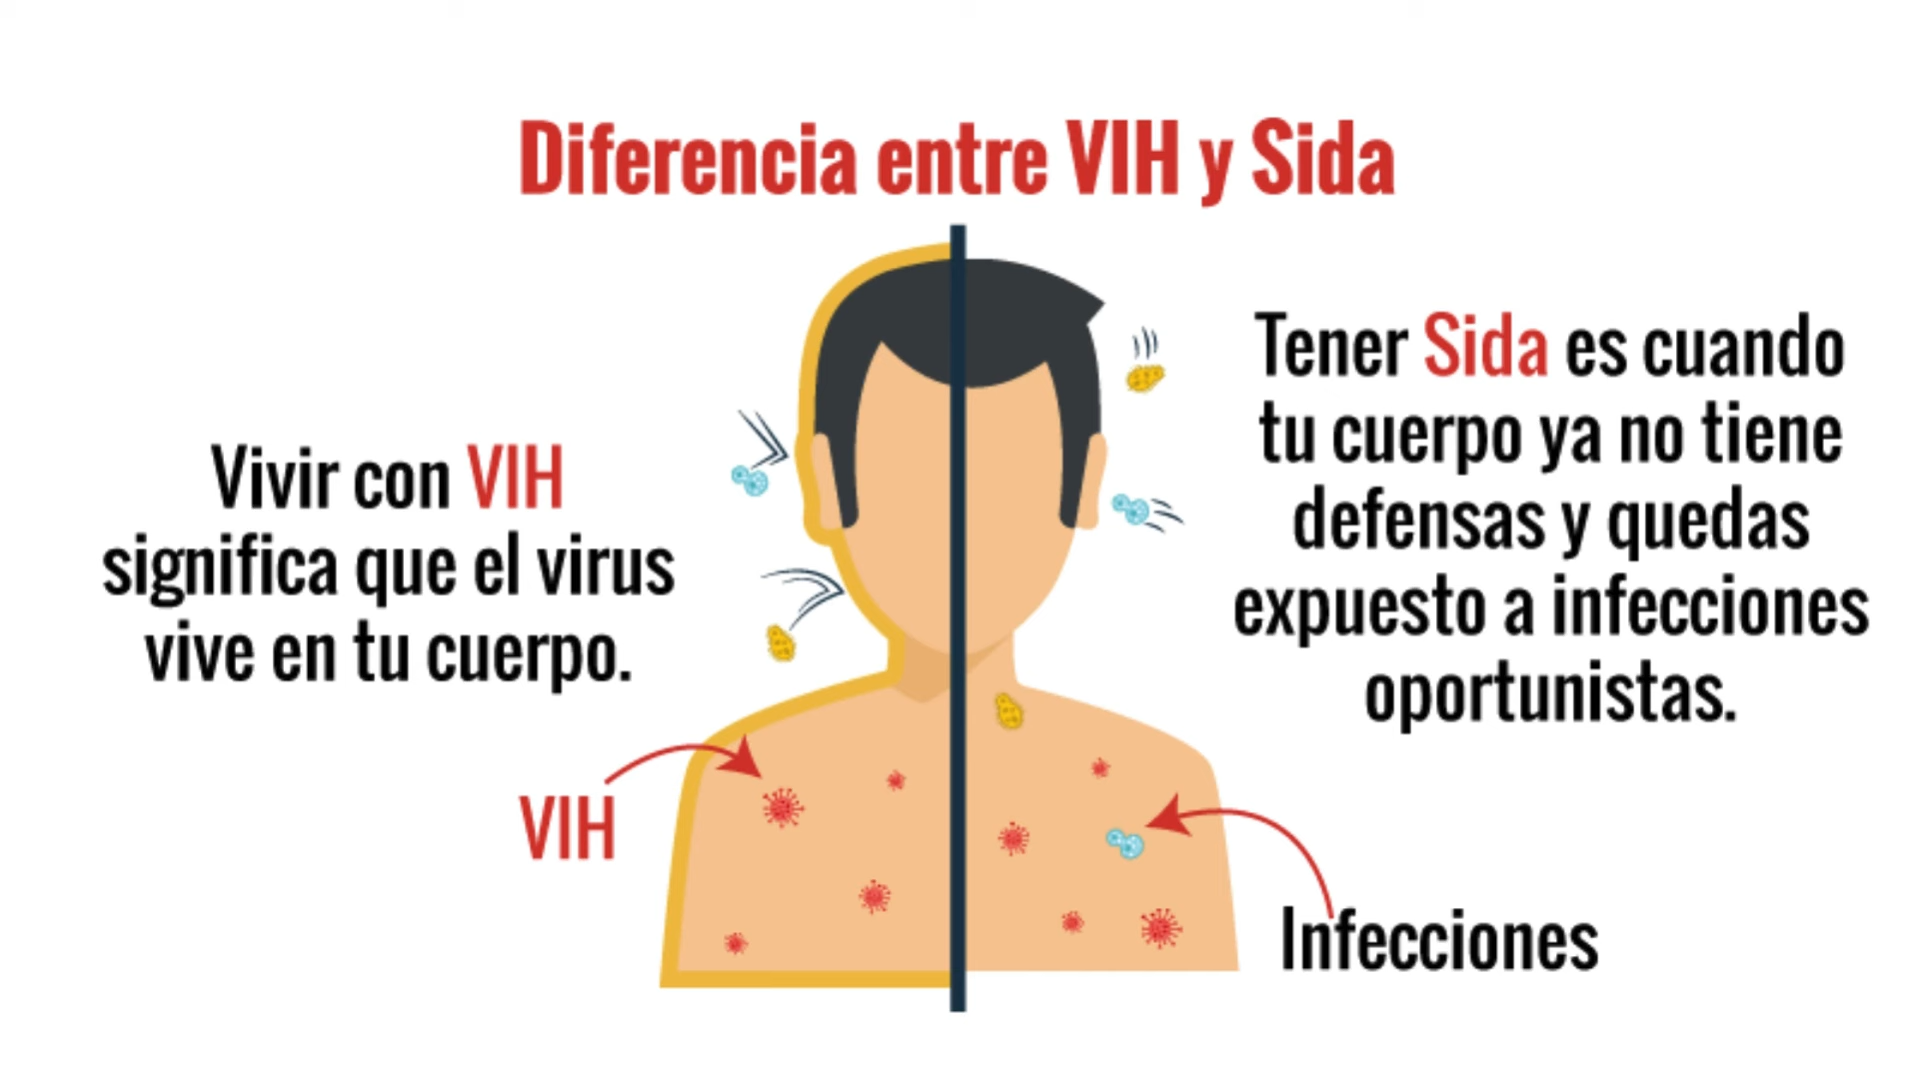 Diferencia entre VIH y Sida
Vivir con VIH
significa que el virus
vive en tu cuerpo.
VIH
Tener Sida es cuando
tu cuerpo ya no tiene
defensas y quedas
expuesto a infecciones
oportunistas.
Infecciones